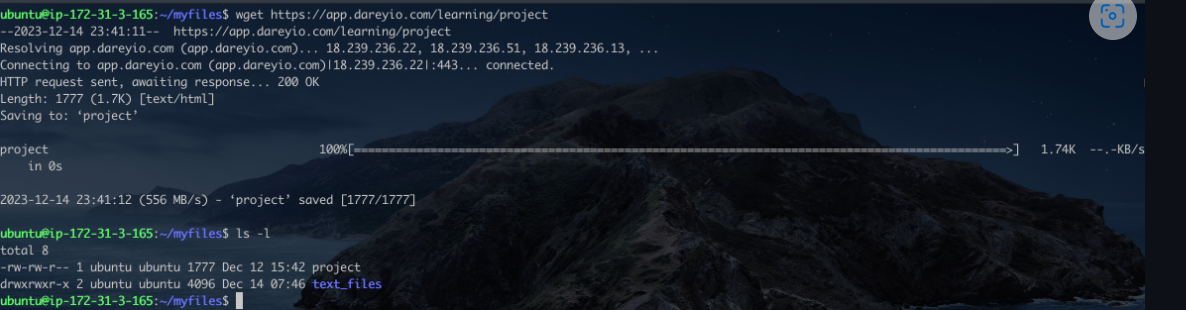 ubuntu@ip-172-31-3-165:~/myfiles$ wget https://app.dareyio.com/learning/project
--2023-12-14 23:41:11--  https://app.dareyio.com/learning/project
Resolving app.dareyio.com (app.dareyio.com)... 18.239.236.22, 18.239.236.51, 18.239.236.13, ...
Connecting to app.dareyio.com (app.dareyio.com)|18.239.236.22|:443... connected.
HTTP request sent, awaiting response... 200 OK
Length: 1777 (1.7K) [text/html]
Saving to: ‘project’
project 100%[===================================================================================================>] 1.74K --.-KB/s
in 0s
2023-12-14 23:41:12 (556 MB/s) - ‘project’ saved [1777/1777]
ubuntu@ip-172-31-3-165:~/myfiles$ ls -l
total 8
-rw-rw-r-- 1 ubuntu ubuntu 1777 Dec 12 15:42 project
drwxrwxr-x 2 ubuntu ubuntu 4096 Dec 14 07:46 text_files
ubuntu@ip-172-31-3-165:~/myfiles$